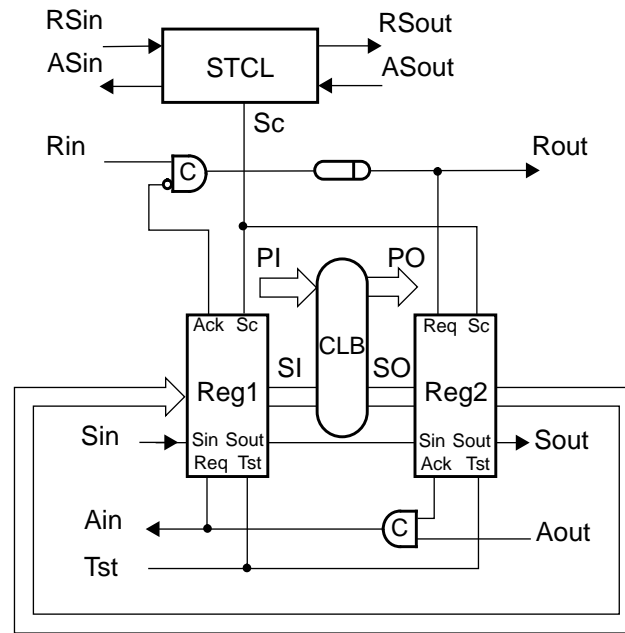 RSin
RSout
STCL
ASin
ASout
Sc
Rin
C
Rout
PI
PO
Ack Sc
Req Sc
CLB
SI
SO
Reg1
Reg2
Sin
Sin Sout
Sin Sout
Sout
Req Tst
Ack Tst
Ain
C
Aout
Tst